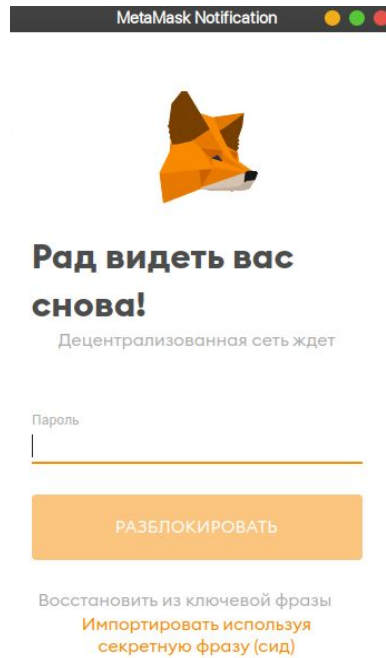 MetaMask Notification
Рад видеть вас
снова!
Децентрализованная сеть ждет
Пароль
РАЗБЛОКИРОВАТЬ
Восстановить из ключевой фразы
Импортировать используя
секретную фразу (сид)